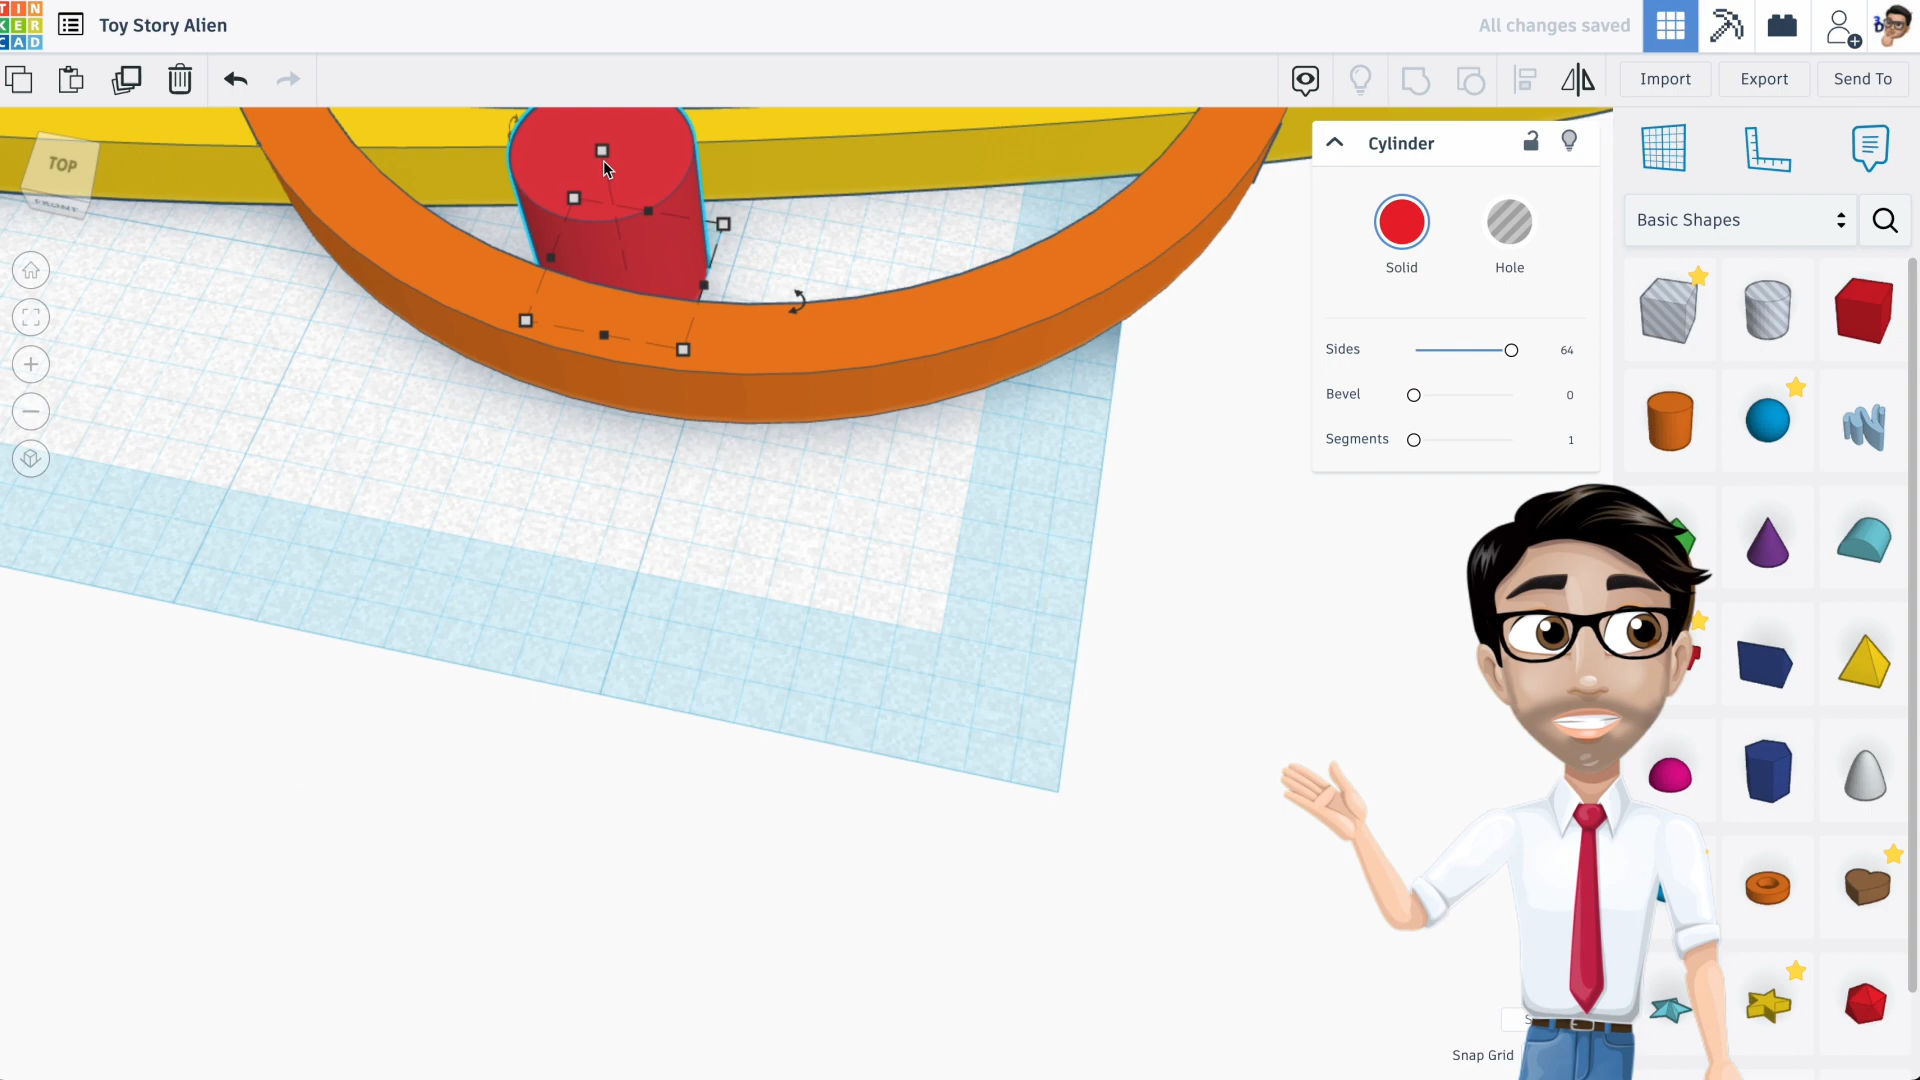 TIN
KER
CAD
Toy Story Alien
All changes saved
Import
Export
Send To
TOP
FRONT
Cylinder
Solid
Hole
Sides
64
Bevel
0
Segments
1
Basic Shapes
Snap Grid